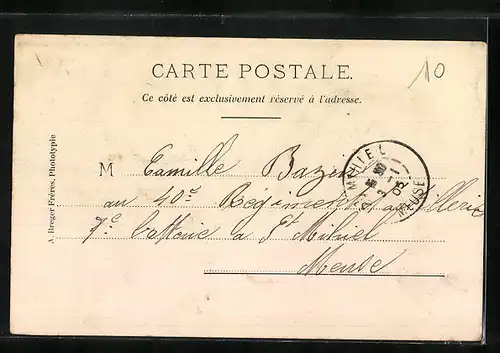 CARTE POSTALE.
10
Ce côté est exclusivement réservé à l'adresse.
A. Breger Frères, Phototypie
M Camille Bazin
au 40e Régiment d'artillerie
7e batterie a St Mihiel
Meuse
MIHIEL
MEUSE